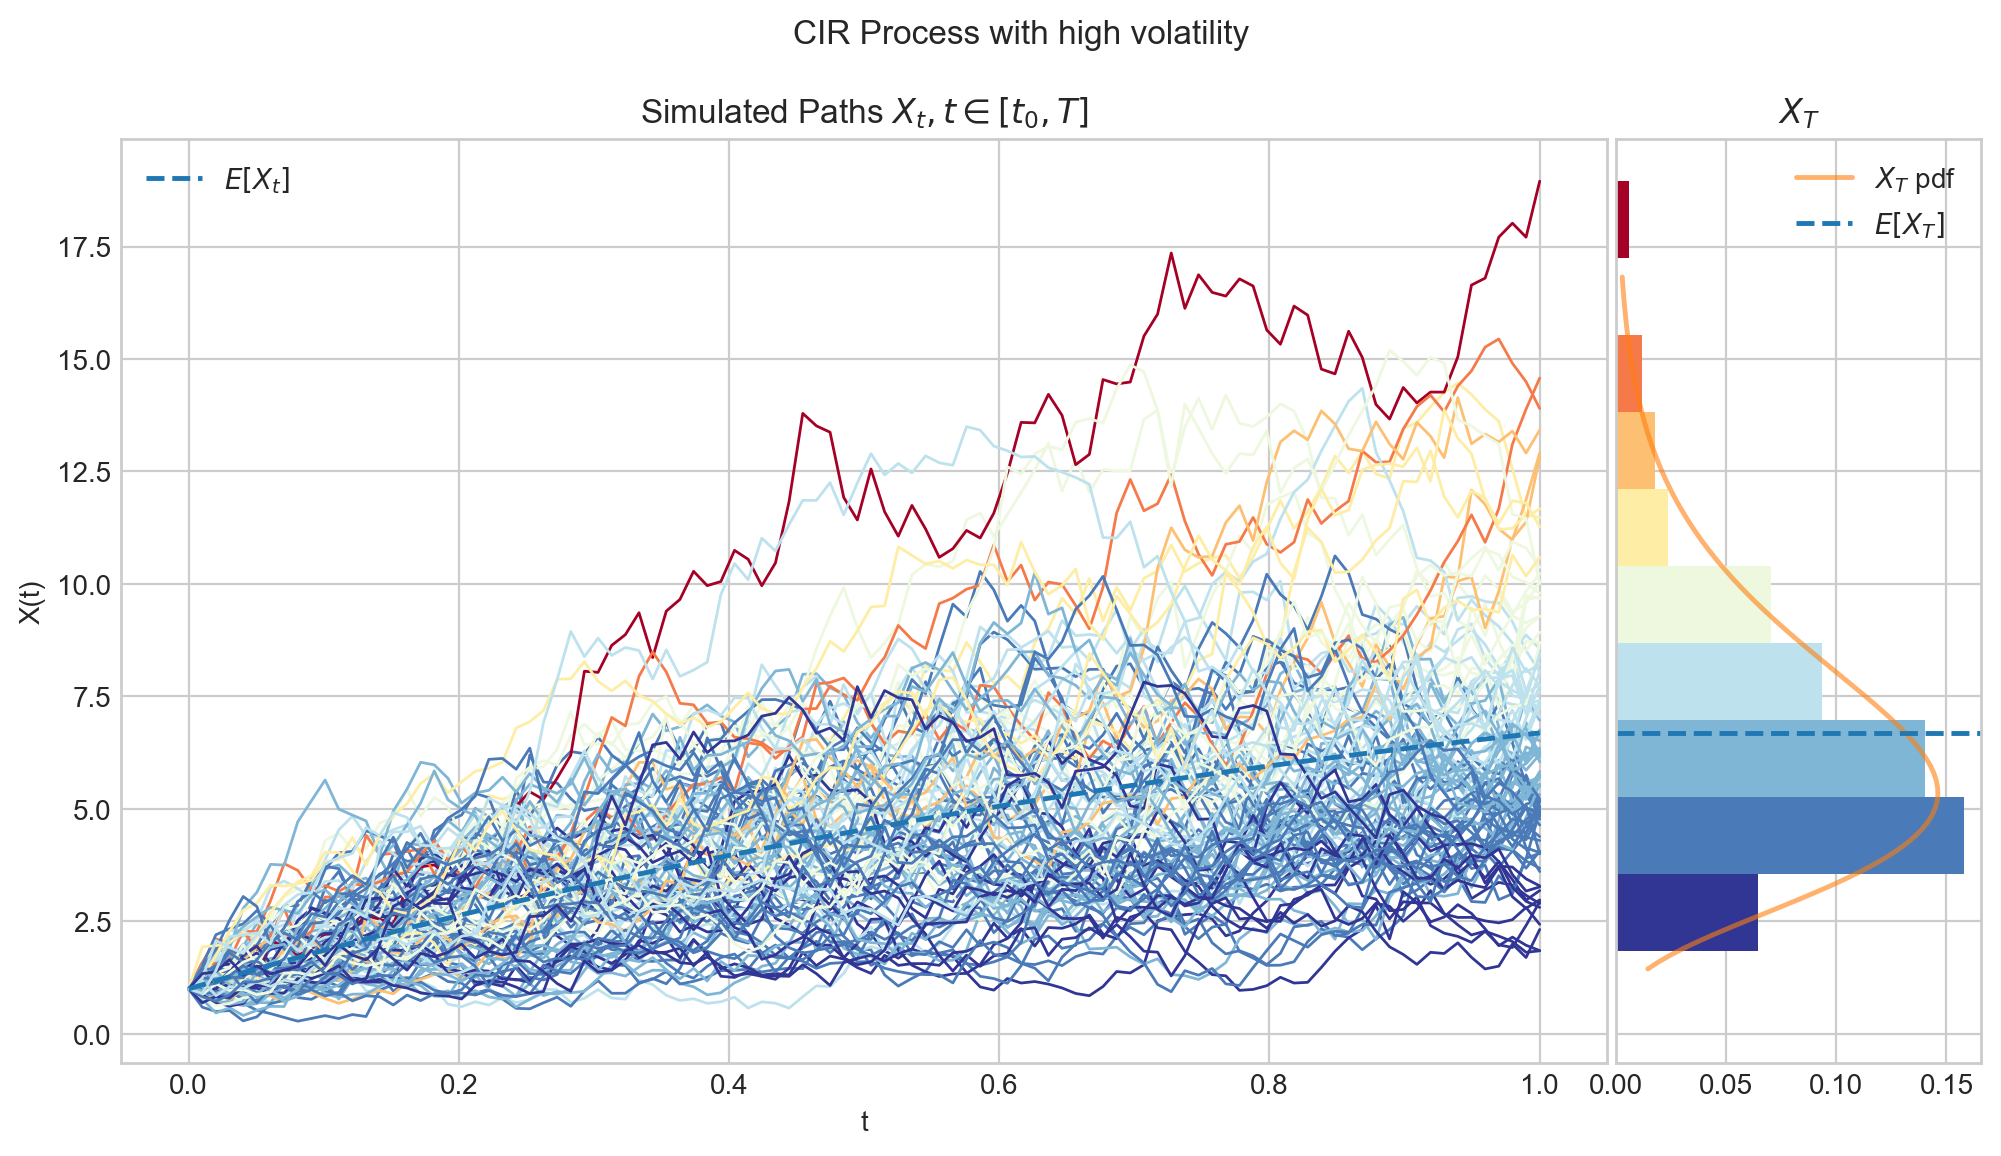 CIR Process with high volatility
Simulated Paths $X_t, t \in [t_0, T]$
$X_T$
$E[X_t]$
$X_T$ pdf
$E[X_T]$
X(t)
17.5
15.0
12.5
10.0
7.5
5.0
2.5
0.0
0.0 0.2 0.4 0.6 0.8 1.0
0.00 0.05 0.10 0.15
t